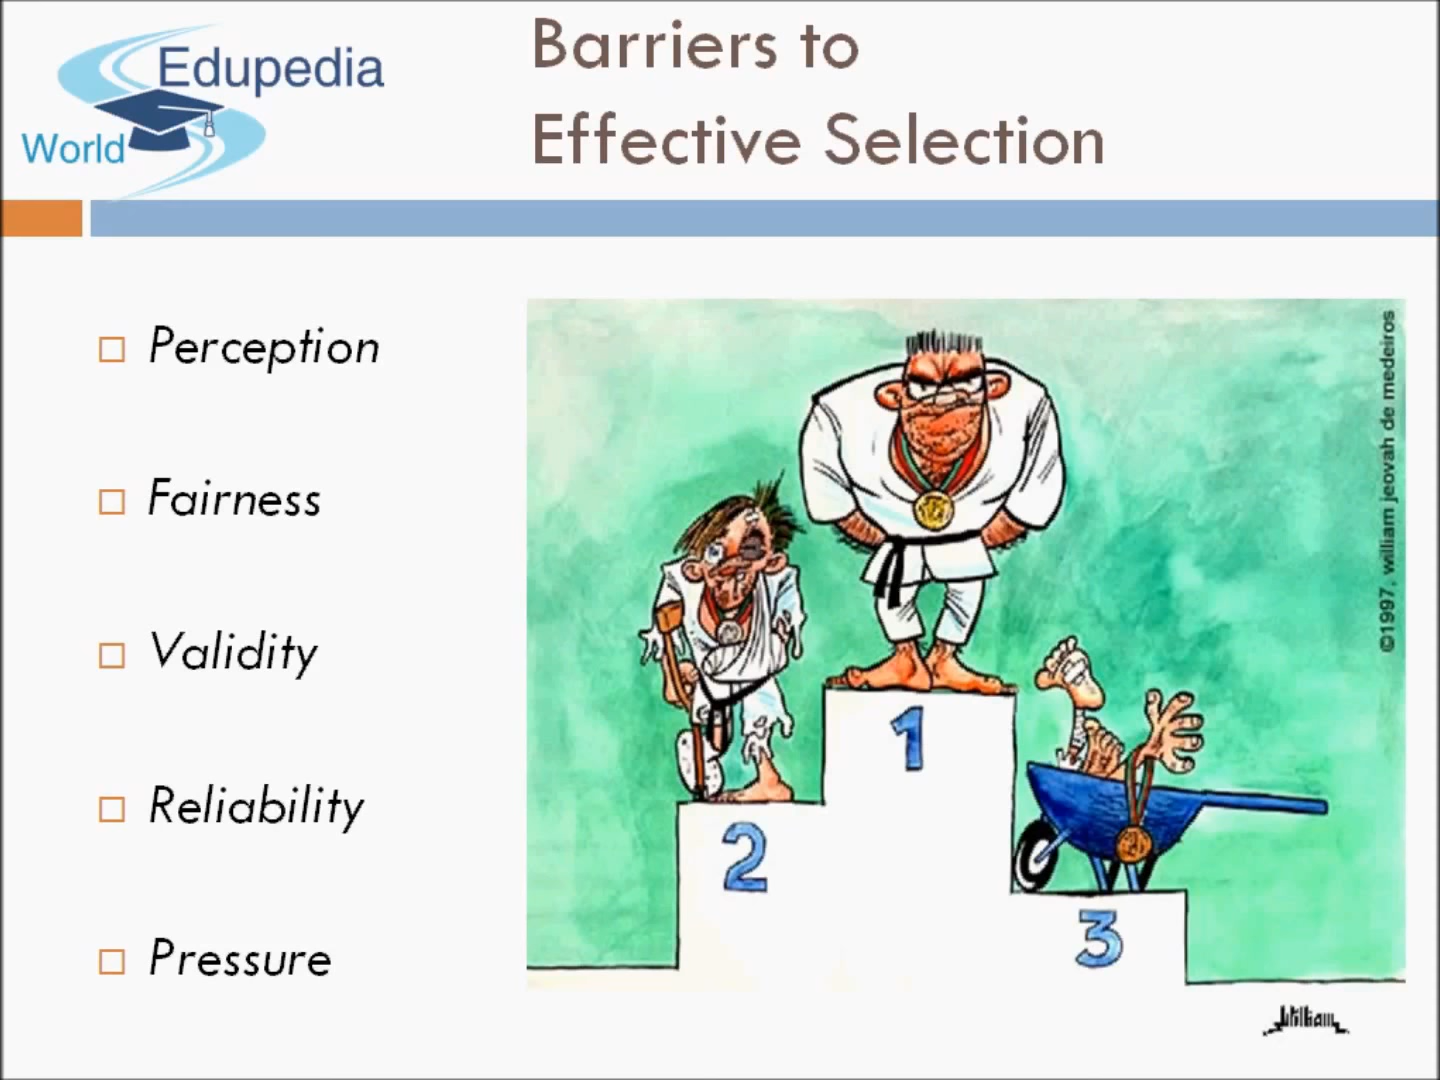 Edupedia
World
Barriers to
Effective Selection
Perception
Fairness
Validity
Reliability
Pressure
©1997, william jeovah de medeiros
1
2
3
William